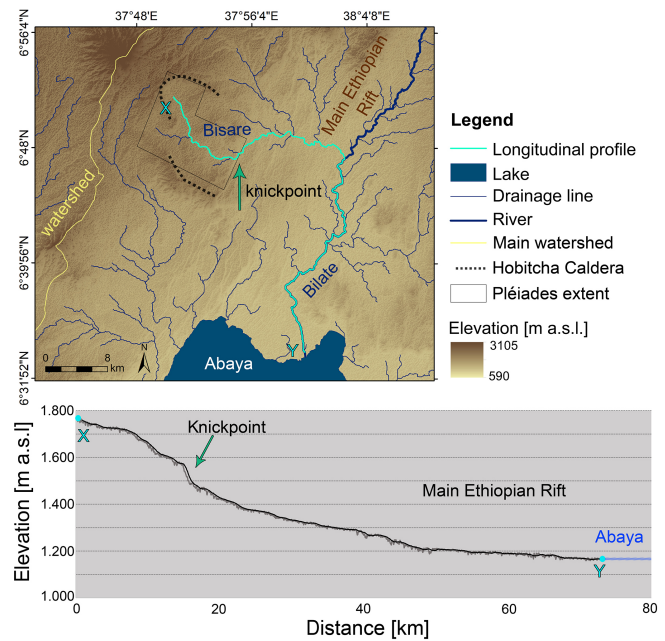 37°48'E 37°56'4"E 38°4'8"E
6°56'4"N
6°48'N
6°39'56"N
6°31'52"N
X
Bisare
Main Ethiopian
Rift
knickpoint
watershed
Bilate
Y
Abaya
N
0 8
km
Legend
Longitudinal profile
Lake
Drainage line
River
Main watershed
Hobitcha Caldera
Pléiades extent
Elevation [m a.s.l.]
3105
590
Elevation [m a.s.l]
1.800
1.600
1.400
1.200
1.000
X
Knickpoint
Main Ethiopian Rift
Abaya
Y
0 20 40 60 80
Distance [km]